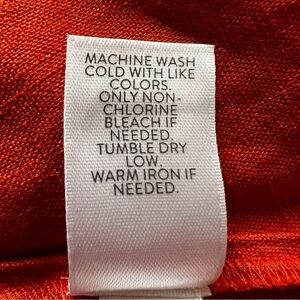 MACHINE WASH
COLD WITH LIKE
COLORS.
ONLY NON-
CHLORINE
BLEACH IF
NEEDED.
TUMBLE DRY
LOW.
WARM IRON IF
NEEDED.